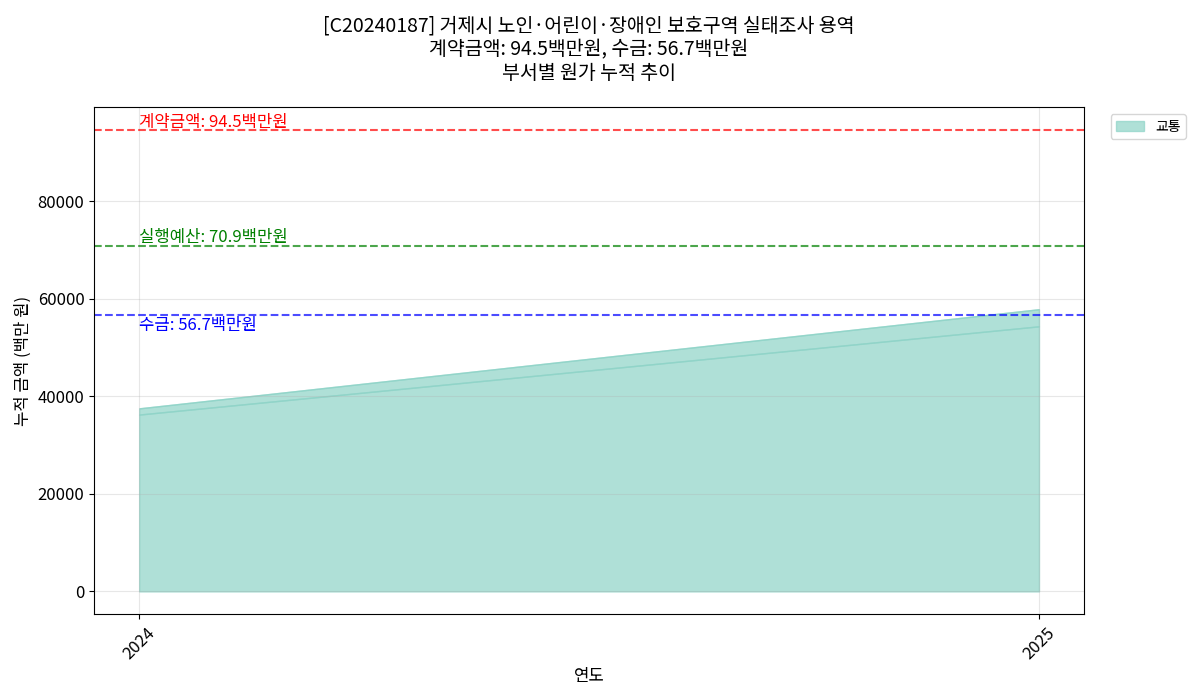 [C20240187] 거제시 노인·어린이·장애인 보호구역 실태조사 용역
계약금액: 94.5백만원, 수금: 56.7백만원
부서별 원가 누적 추이
계약금액: 94.5백만원
교통
80000
실행예산: 70.9백만원
60000
수금: 56.7백만원
누적 금액 (백만 원)
40000
20000
0
2024
2025
연도